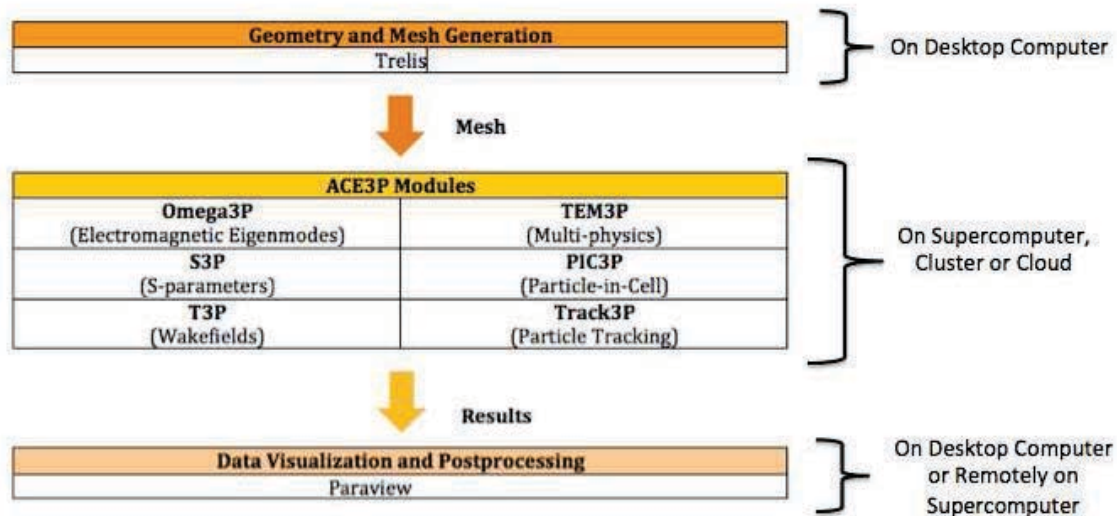 Geometry and Mesh Generation
Trelis
On Desktop Computer
Mesh
ACE3P Modules
Omega3P
(Electromagnetic Eigenmodes)
TEM3P
(Multi-physics)
S3P
(S-parameters)
PIC3P
(Particle-in-Cell)
T3P
(Wakefields)
Track3P
(Particle Tracking)
On Supercomputer,
Cluster or Cloud
Results
Data Visualization and Postprocessing
Paraview
On Desktop Computer
or Remotely on
Supercomputer